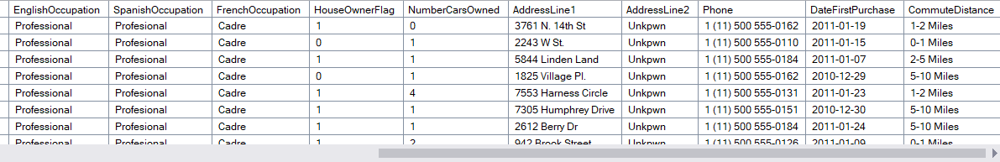 EnglishOccupation SpanishOccupation FrenchOccupation HouseOwnerFlag NumberCarsOwned AddressLine1 AddressLine2 Phone DateFirstPurchase CommuteDistance
Professional Profesional Cadre 1 0 3761 N. 14th St Unkpwn 1 (11) 500 555-0162 2011-01-19 1-2 Miles
Professional Profesional Cadre 0 1 2243 W St. Unkpwn 1 (11) 500 555-0110 2011-01-15 0-1 Miles
Professional Profesional Cadre 1 1 5844 Linden Land Unkpwn 1 (11) 500 555-0184 2011-01-07 2-5 Miles
Professional Profesional Cadre 0 1 1825 Village Pl. Unkpwn 1 (11) 500 555-0162 2010-12-29 5-10 Miles
Professional Profesional Cadre 1 4 7553 Harness Circle Unkpwn 1 (11) 500 555-0131 2011-01-23 1-2 Miles
Professional Profesional Cadre 1 1 7305 Humphrey Drive Unkpwn 1 (11) 500 555-0151 2010-12-30 5-10 Miles
Professional Profesional Cadre 1 1 2612 Berry Dr Unkpwn 1 (11) 500 555-0184 2011-01-24 5-10 Miles
Professional Profesional Cadre 1 2 942 Brook Street Unkpwn 1 (11) 500 555-0126 2011-01-09 0-1 Miles